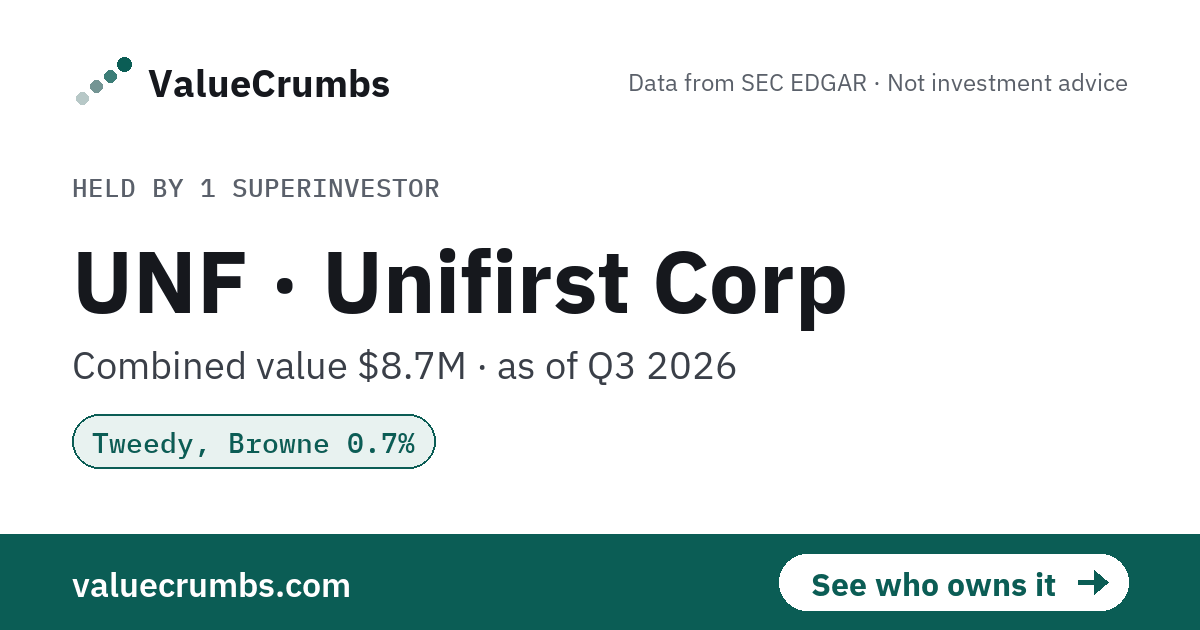 ValueCrumbs
Data from SEC EDGAR · Not investment advice
HELD BY 1 SUPERINVESTOR
UNF · Unifirst Corp
Combined value $8.7M · as of Q3 2026
Tweedy, Browne 0.7%
valuecrumbs.com
See who owns it →